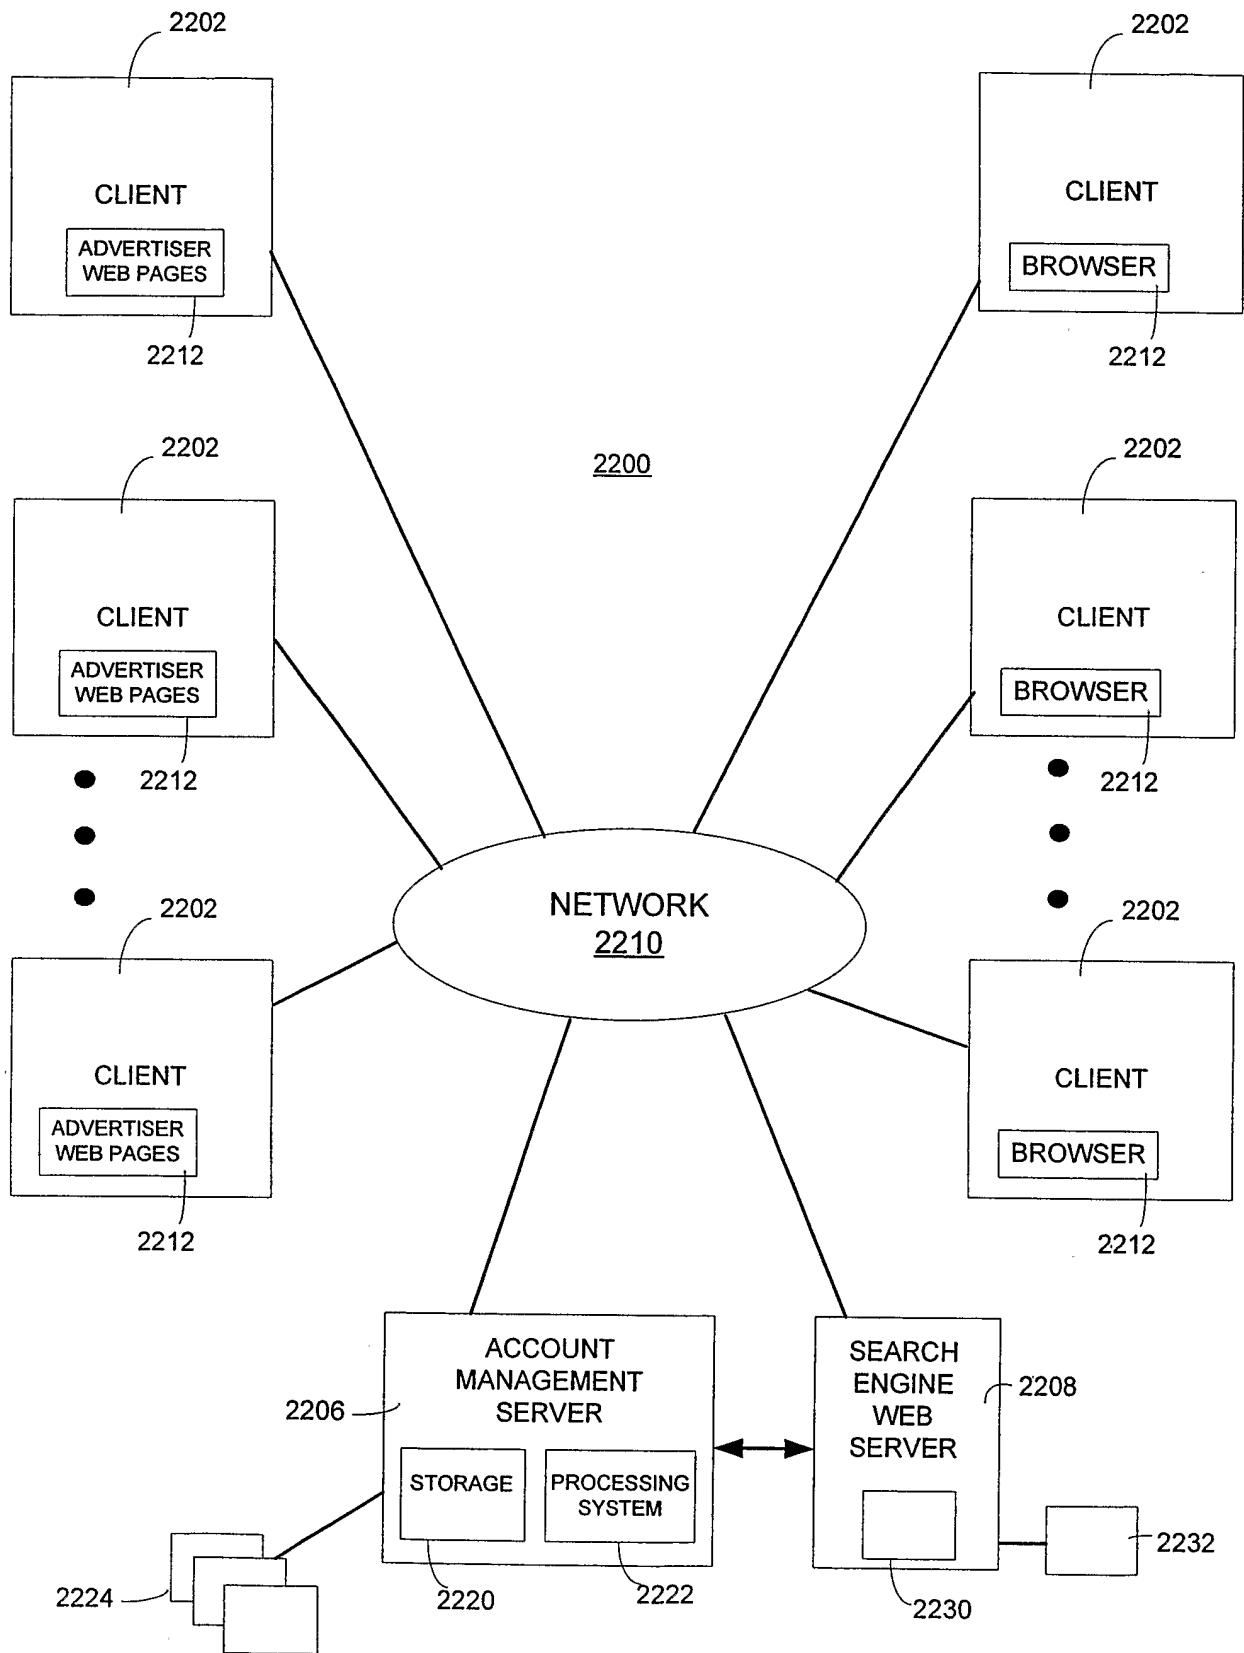 2202
2202
CLIENT
ADVERTISER
WEB PAGES
2212
CLIENT
BROWSER
2212
2200
2202
CLIENT
ADVERTISER
WEB PAGES
2212
2202
CLIENT
BROWSER
2212
2202
CLIENT
ADVERTISER
WEB PAGES
2212
NETWORK
2210
2202
CLIENT
BROWSER
2212
ACCOUNT
MANAGEMENT
SERVER
2206
STORAGE
PROCESSING
SYSTEM
2224
2220
2222
SEARCH
ENGINE
WEB
SERVER
2208
2230
2232